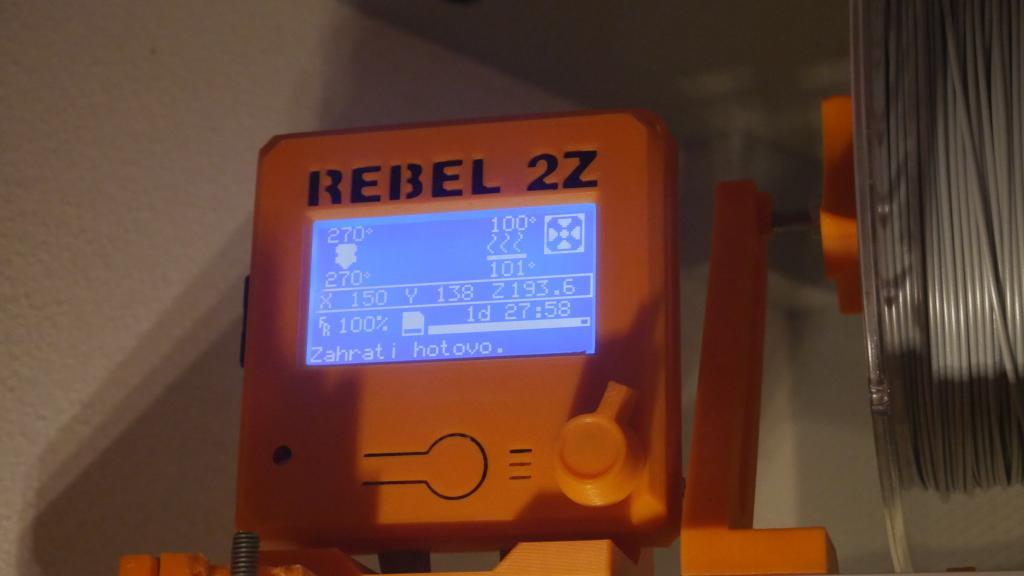 REBEL 2Z
270° 100°
270° 101°
X 150 Y 138 Z193.6
FR 100% 1d 27:58
Zahrati hotovo.